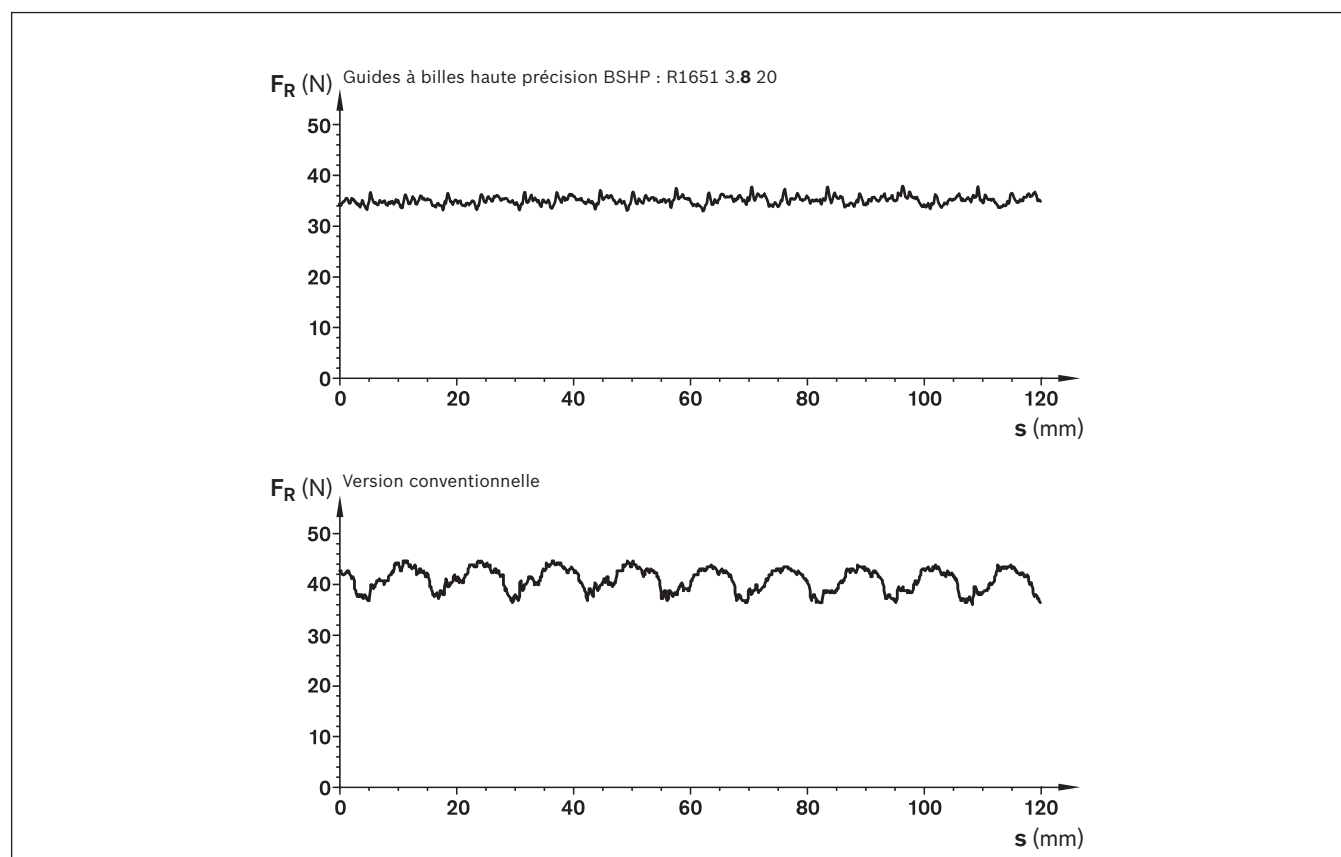 F_R (N) Guides à billes haute précision BSHP : R1651 3.8 20
50
40
30
20
10
0
0 20 40 60 80 100 120
s (mm)
F_R (N) Version conventionnelle
50
40
30
20
10
0
0 20 40 60 80 100 120
s (mm)